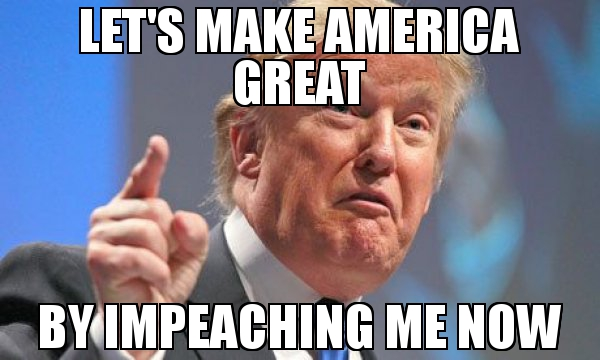 LET'S MAKE AMERICA
GREAT
BY IMPEACHING ME NOW